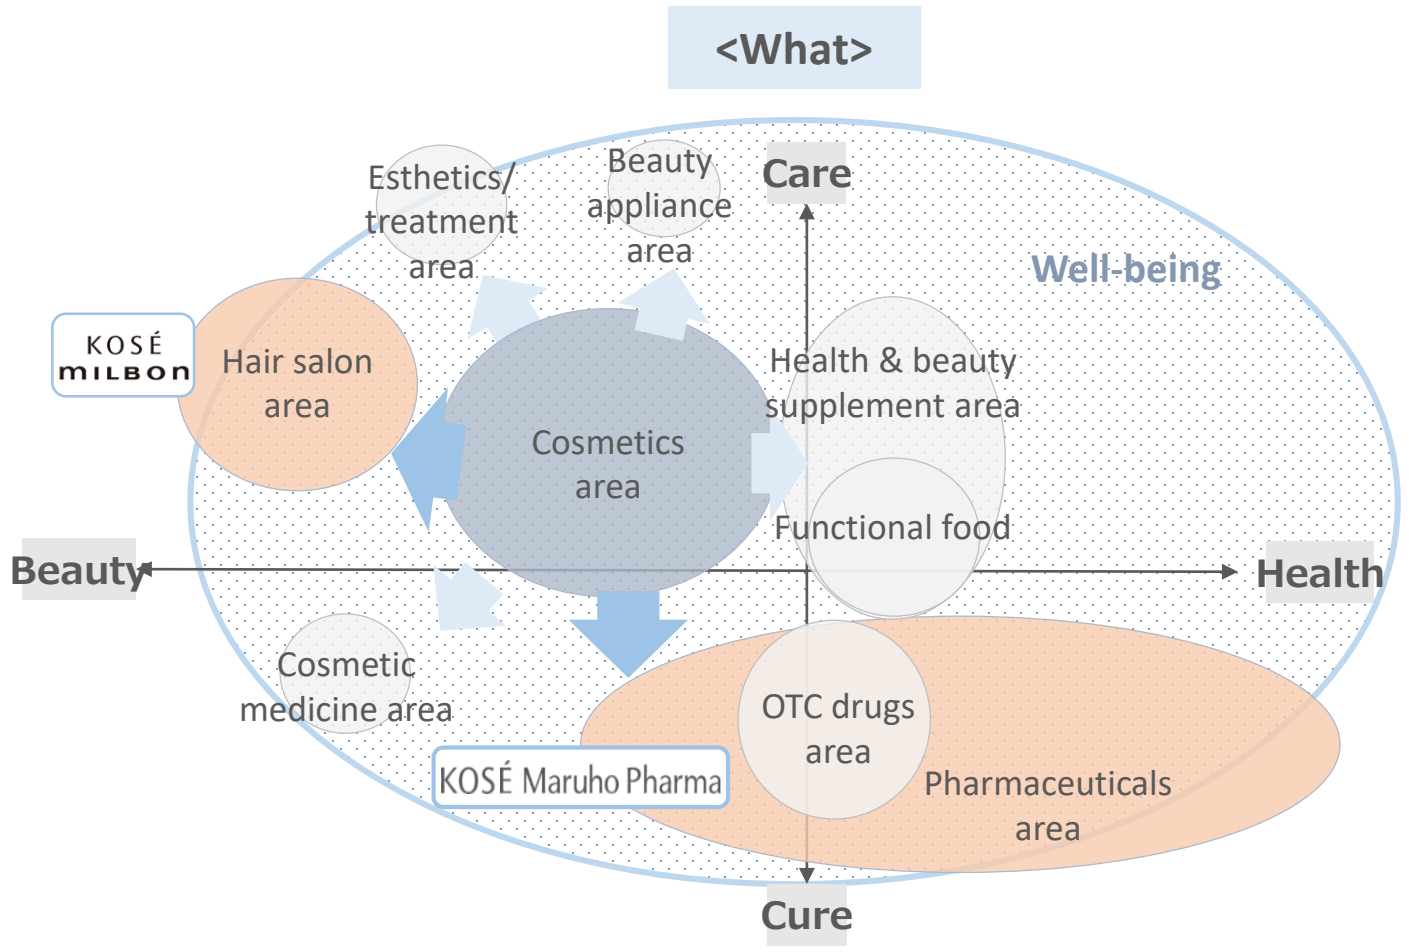 <What>
Care
Esthetics/
treatment
area
Beauty
appliance
area
Well-being
KOSÉ
MILBON
Hair salon
area
Cosmetics
area
Health & beauty
supplement area
Functional food
Beauty
Health
Cosmetic
medicine area
OTC drugs
area
KOSÉ Maruho Pharma
Pharmaceuticals
area
Cure